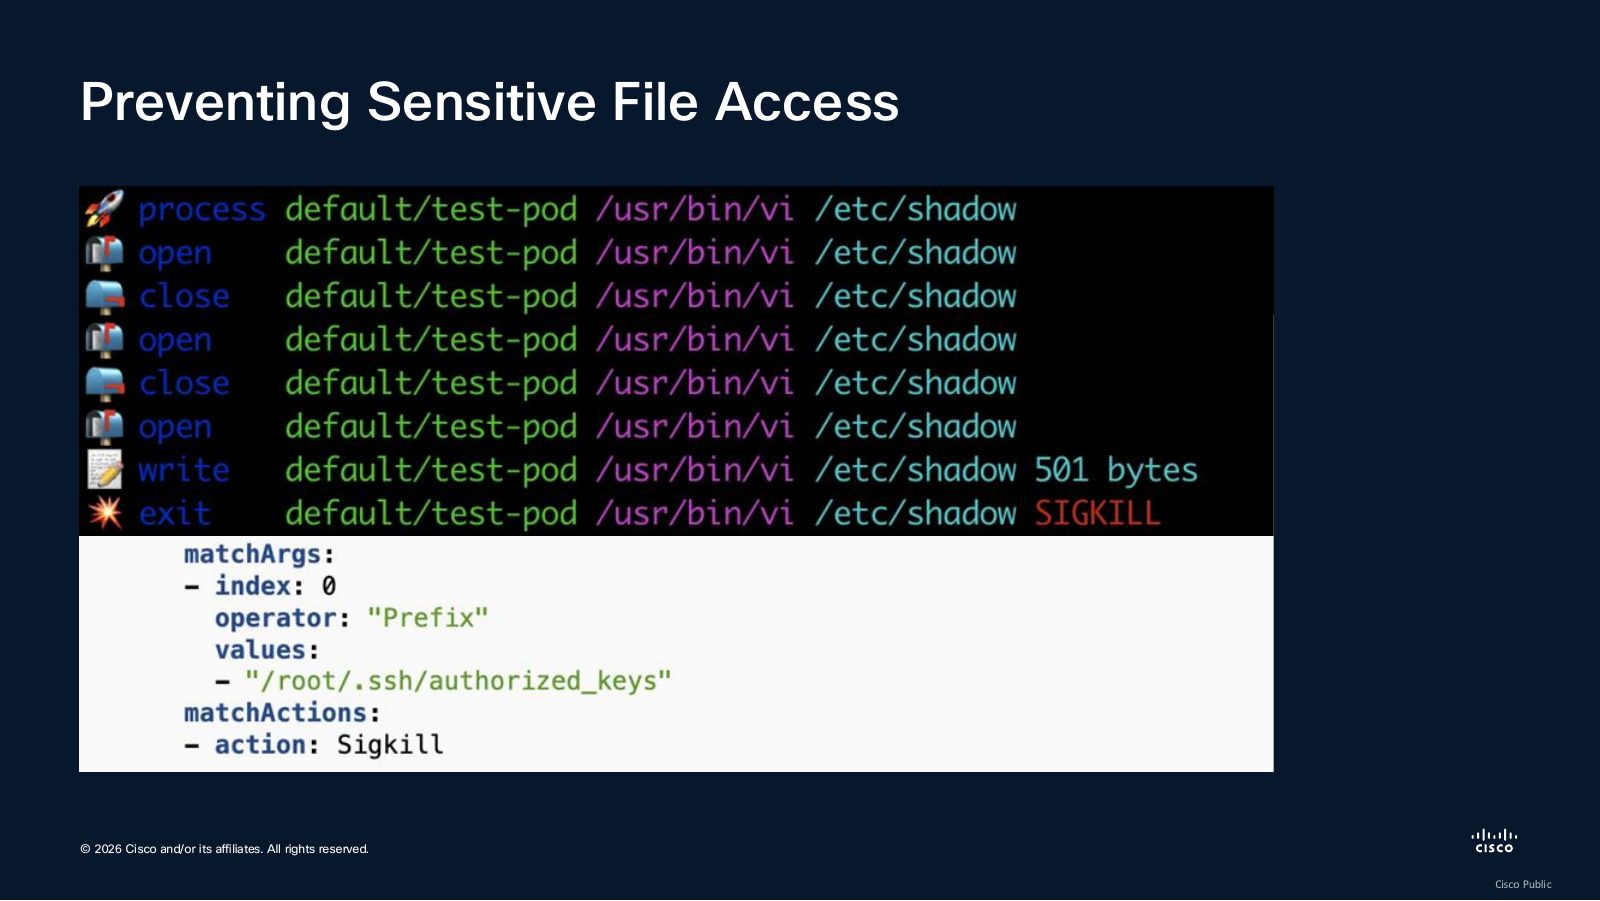 Preventing Sensitive File Access
process default/test-pod /usr/bin/vi /etc/shadow
open default/test-pod /usr/bin/vi /etc/shadow
close default/test-pod /usr/bin/vi /etc/shadow
open default/test-pod /usr/bin/vi /etc/shadow
close default/test-pod /usr/bin/vi /etc/shadow
open default/test-pod /usr/bin/vi /etc/shadow
write default/test-pod /usr/bin/vi /etc/shadow 501 bytes
exit default/test-pod /usr/bin/vi /etc/shadow SIGKILL
matchArgs:
- index: 0
operator: "Prefix"
values:
- "/root/.ssh/authorized_keys"
matchActions:
- action: Sigkill
© 2026 Cisco and/or its affiliates. All rights reserved.
CISCO
Cisco Public